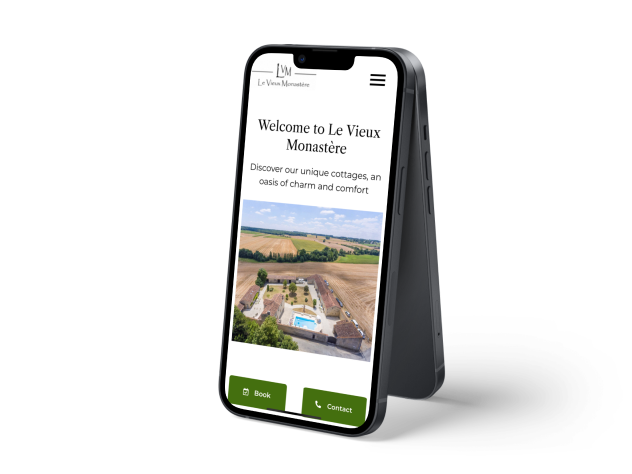 LVM
Le Vieux Monastère
Welcome to Le Vieux
Monastère
Discover our unique cottages, an
oasis of charm and comfort
Book
Contact